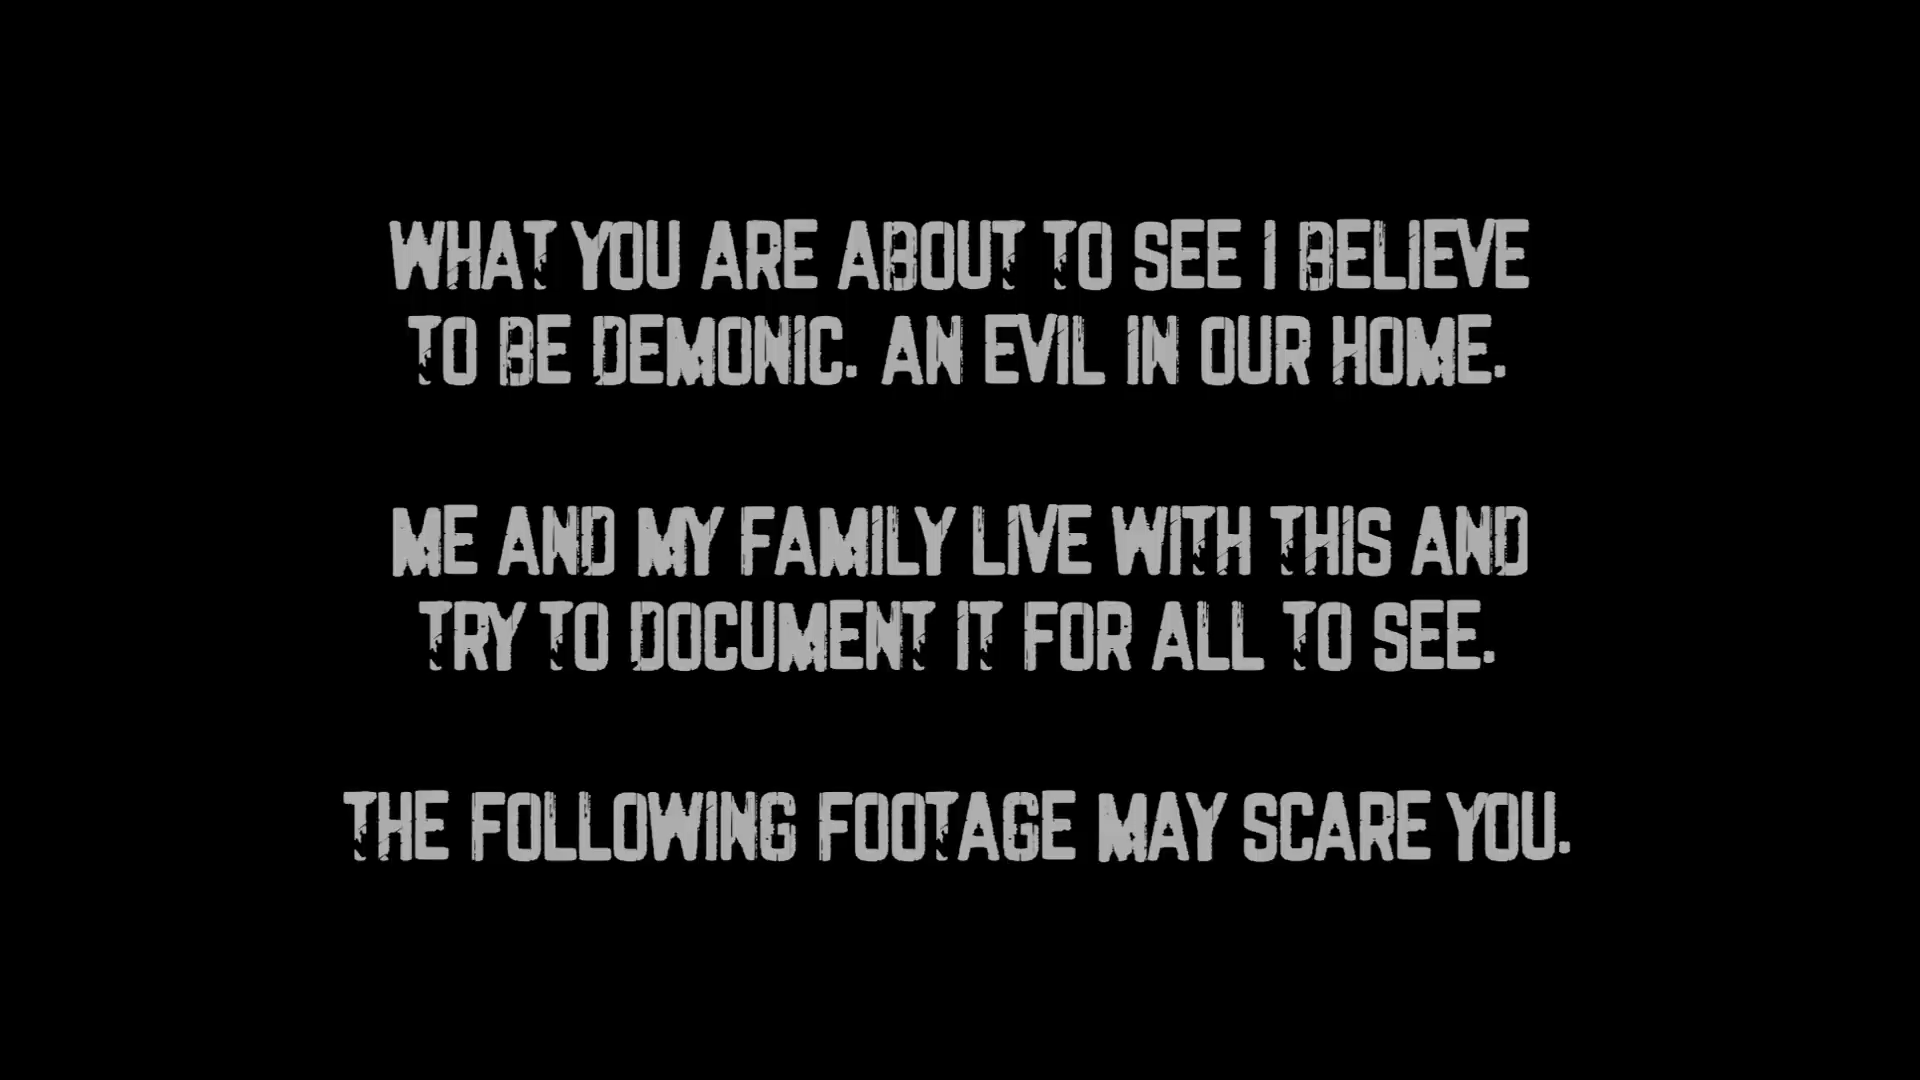 WHAT YOU ARE ABOUT TO SEE I BELIEVE
TO BE DEMONIC. AN EVIL IN OUR HOME.
ME AND MY FAMILY LIVE WITH THIS AND
TRY TO DOCUMENT IT FOR ALL TO SEE.
THE FOLLOWING FOOTAGE MAY SCARE YOU.